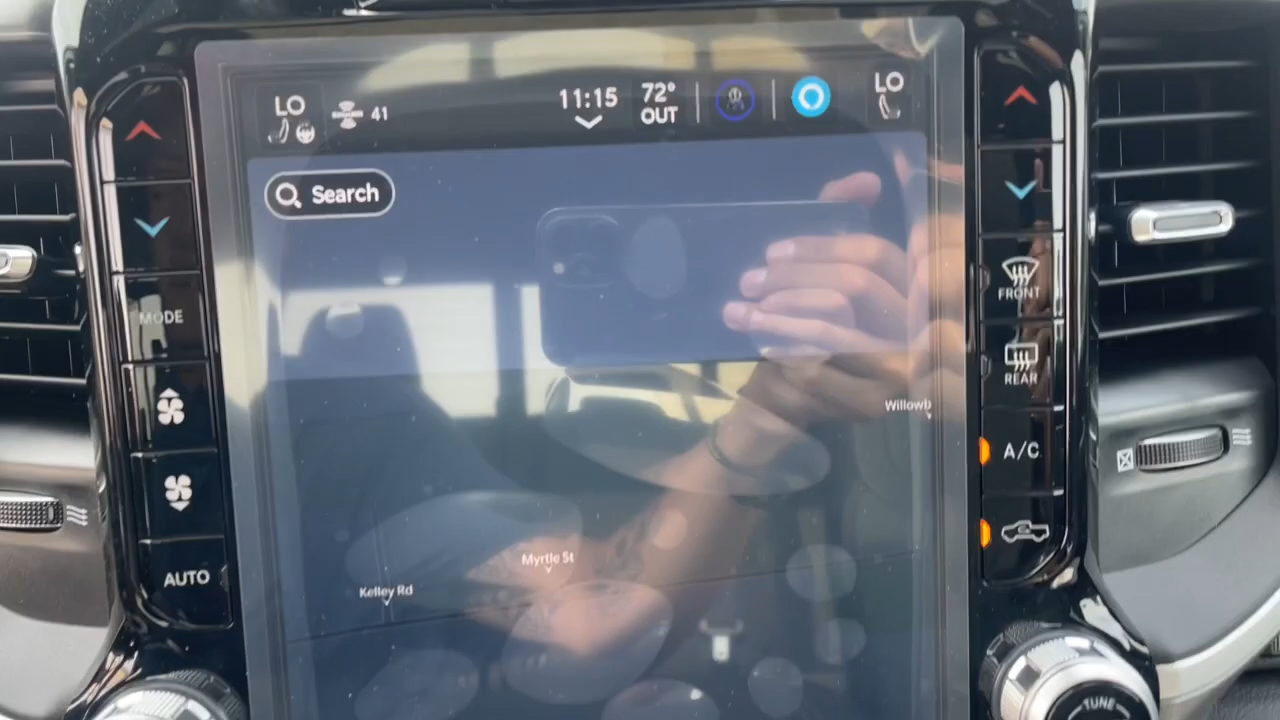 LO
41
11:15
72°
OUT
LO
Search
MODE
FRONT
REAR
Willowb
A/C
Myrtle St
Kelley Rd
AUTO
TUNE